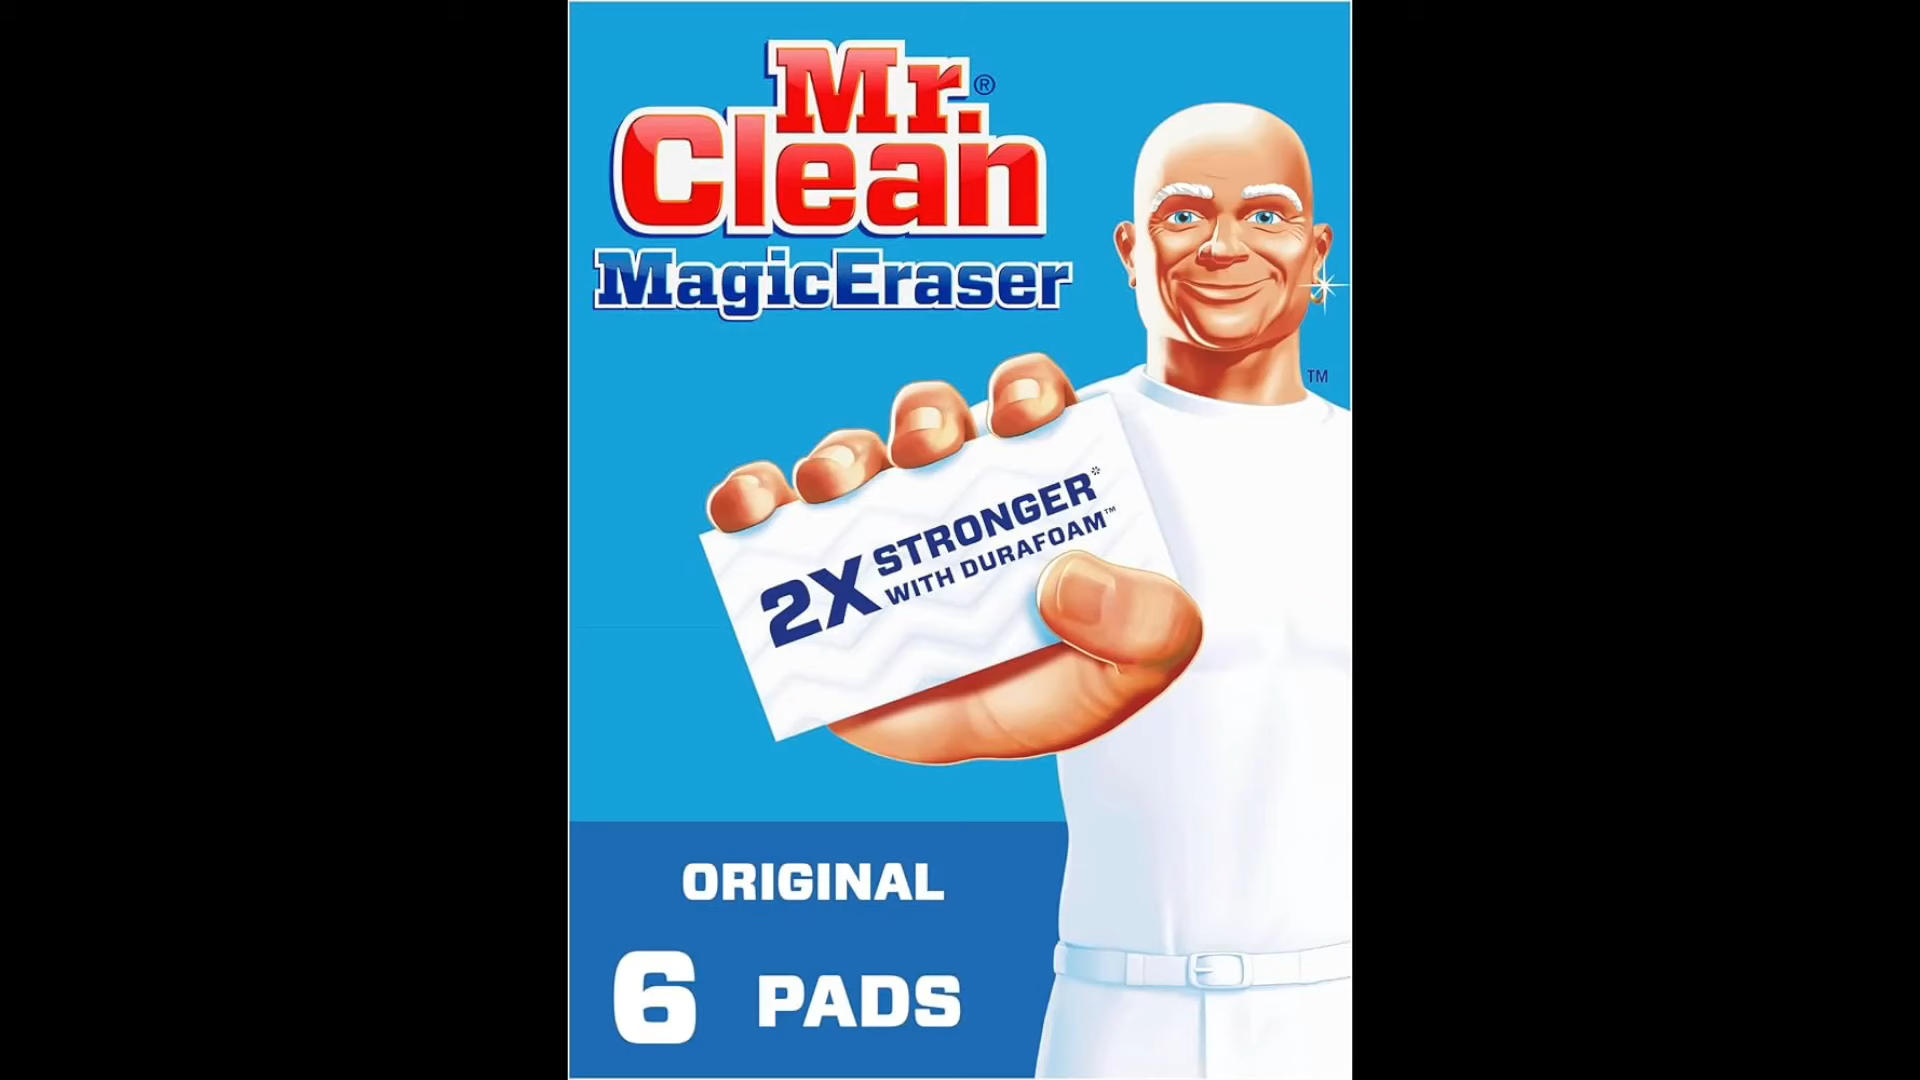 Mr.®
Clean
MagicEraser
TM
2X STRONGER*
WITH DURAFOAM™
ORIGINAL
6 PADS